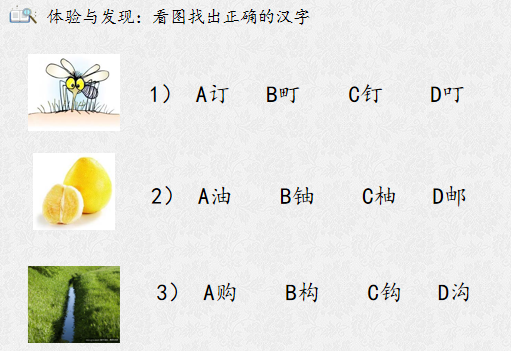 体验与发现：看图找出正确的汉字
1） A订 B町 C钉 D叮
2） A油 B铀 C柚 D邮
3） A购 B构 C钩 D沟